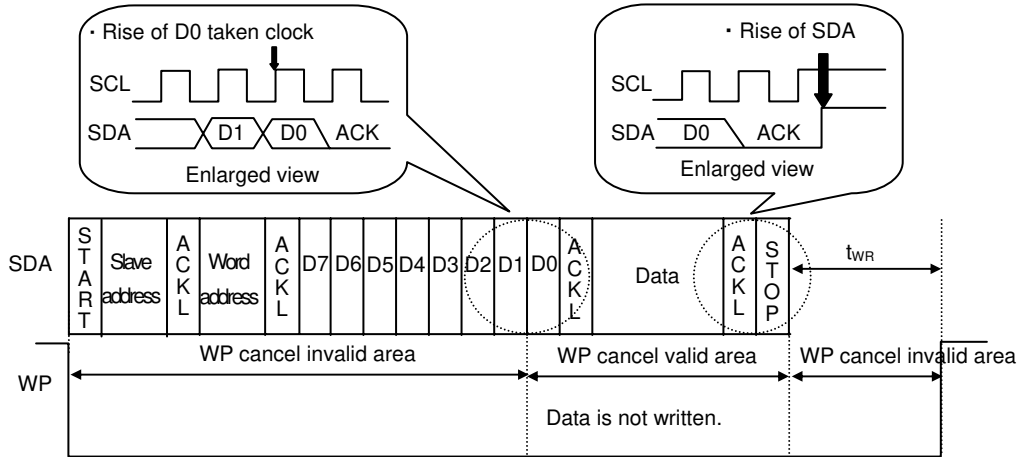 ・Rise of D0 taken clock
SCL
SDA D1 D0 ACK
Enlarged view
・Rise of SDA
SCL
SDA D0 ACK
Enlarged view
SDA
START
Slave address
ACKL
Word address
ACKL
D7 D6 D5 D4 D3 D2 D1 D0
ACKL
Data
ACKL
STOP
tWR
WP cancel invalid area
WP cancel valid area
WP cancel invalid area
WP
Data is not written.